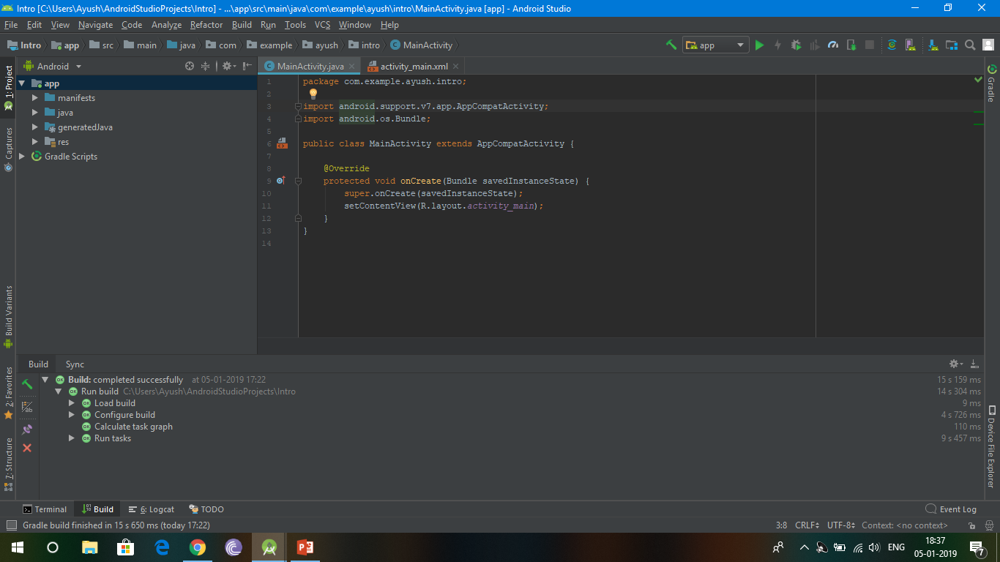 Intro [C:\Users\Ayush\AndroidStudioProjects\Intro] - ...\app\src\main\java\com\example\ayush\intro\MainActivity.java [app] - Android Studio
File Edit View Navigate Code Analyze Refactor Build Run Tools VCS Window Help
Intro app src main java com example ayush intro MainActivity
app
Android
MainActivity.java activity_main.xml
1: Project
Captures
Build Variants
2: Favorites
7: Structure
app
manifests
java
generatedJava
res
Gradle Scripts
1 package com.example.ayush.intro;
2
3 import android.support.v7.app.AppCompatActivity;
4 import android.os.Bundle;
5
6 public class MainActivity extends AppCompatActivity {
7
8 @Override
9 protected void onCreate(Bundle savedInstanceState) {
10 super.onCreate(savedInstanceState);
11 setContentView(R.layout.activity_main);
12 }
13 }
14
Gradle
Device File Explorer
Build Sync
Build: completed successfully at 05-01-2019 17:22 15 s 159 ms
Run build C:\Users\Ayush\AndroidStudioProjects\Intro 14 s 304 ms
Load build 9 ms
Configure build 4 s 726 ms
Calculate task graph 110 ms
Run tasks 9 s 457 ms
Terminal Build 6: Logcat TODO Event Log
Gradle build finished in 15 s 650 ms (today 17:22) 3:8 CRLF UTF-8 Context: <no context>
ENG 18:37
05-01-2019
7